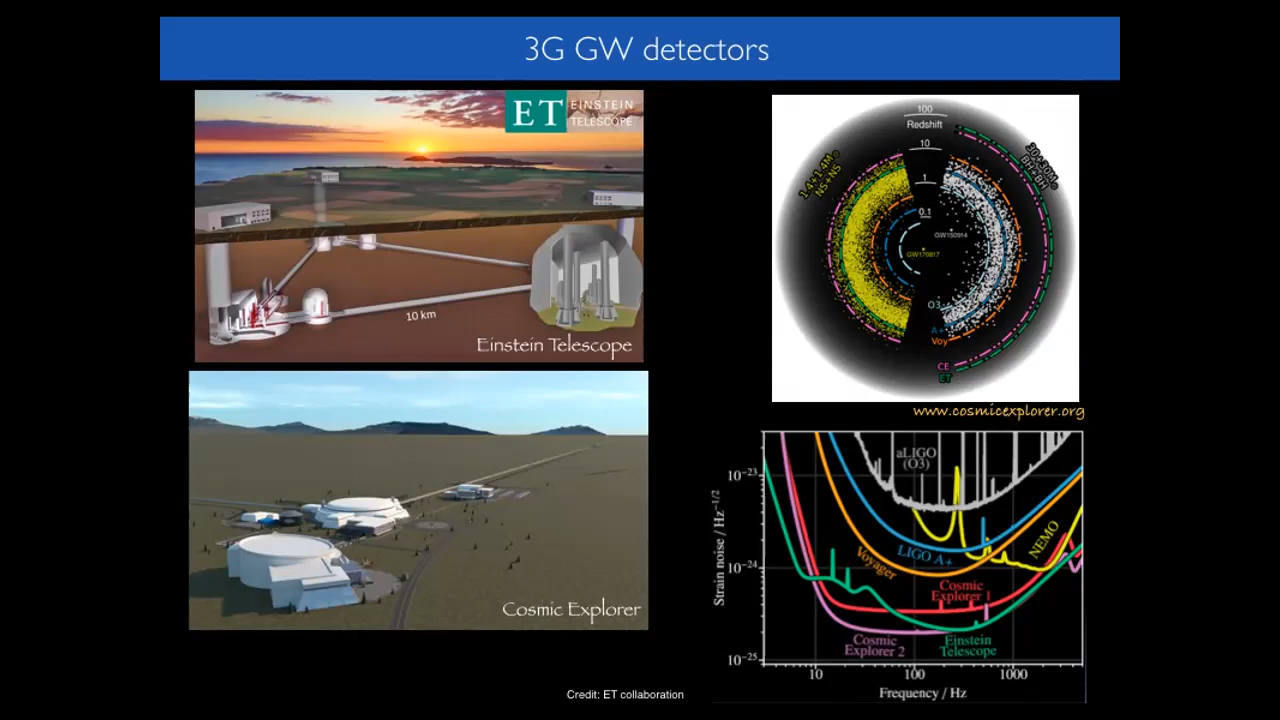 3G GW detectors
ET EINSTEIN
TELESCOPE
10 km
Einstein Telescope
Cosmic Explorer
Credit: ET collaboration
100
Redshift
10
1
0.1
1.4+1.4M☉
NS+NS
BH+BH
GW150914
GW170817
O3
A+
Voy
CE
ET
www.cosmicexplorer.org
Strain noise / Hz⁻¹ᐟ²
10⁻²³
10⁻²⁴
10⁻²⁵
aLIGO
(O3)
LIGO A+
Voyager
NEMO
Cosmic
Explorer 1
Cosmic
Explorer 2
Einstein
Telescope
10
100
1000
Frequency / Hz